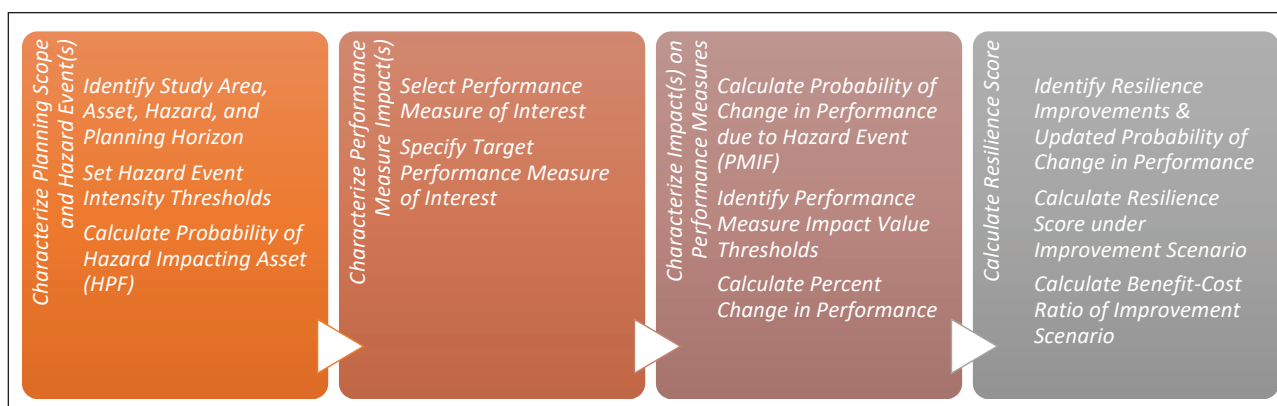 Characterize Planning Scope
and Hazard Event(s)
Identify Study Area,
Asset, Hazard, and
Planning Horizon
Set Hazard Event
Intensity Thresholds
Calculate Probability of
Hazard Impacting Asset
(HPF)
Characterize Performance
Measure Impact(s)
Select Performance
Measure of Interest
Specify Target
Performance Measure
of Interest
Characterize Impact(s) on
Performance Measures
Calculate Probability of
Change in Performance
due to Hazard Event
(PMIF)
Identify Performance
Measure Impact Value
Thresholds
Calculate Percent
Change in Performance
Calculate Resilience Score
Identify Resilience
Improvements &
Updated Probability of
Change in Performance
Calculate Resilience
Score under
Improvement Scenario
Calculate Benefit-Cost
Ratio of Improvement
Scenario